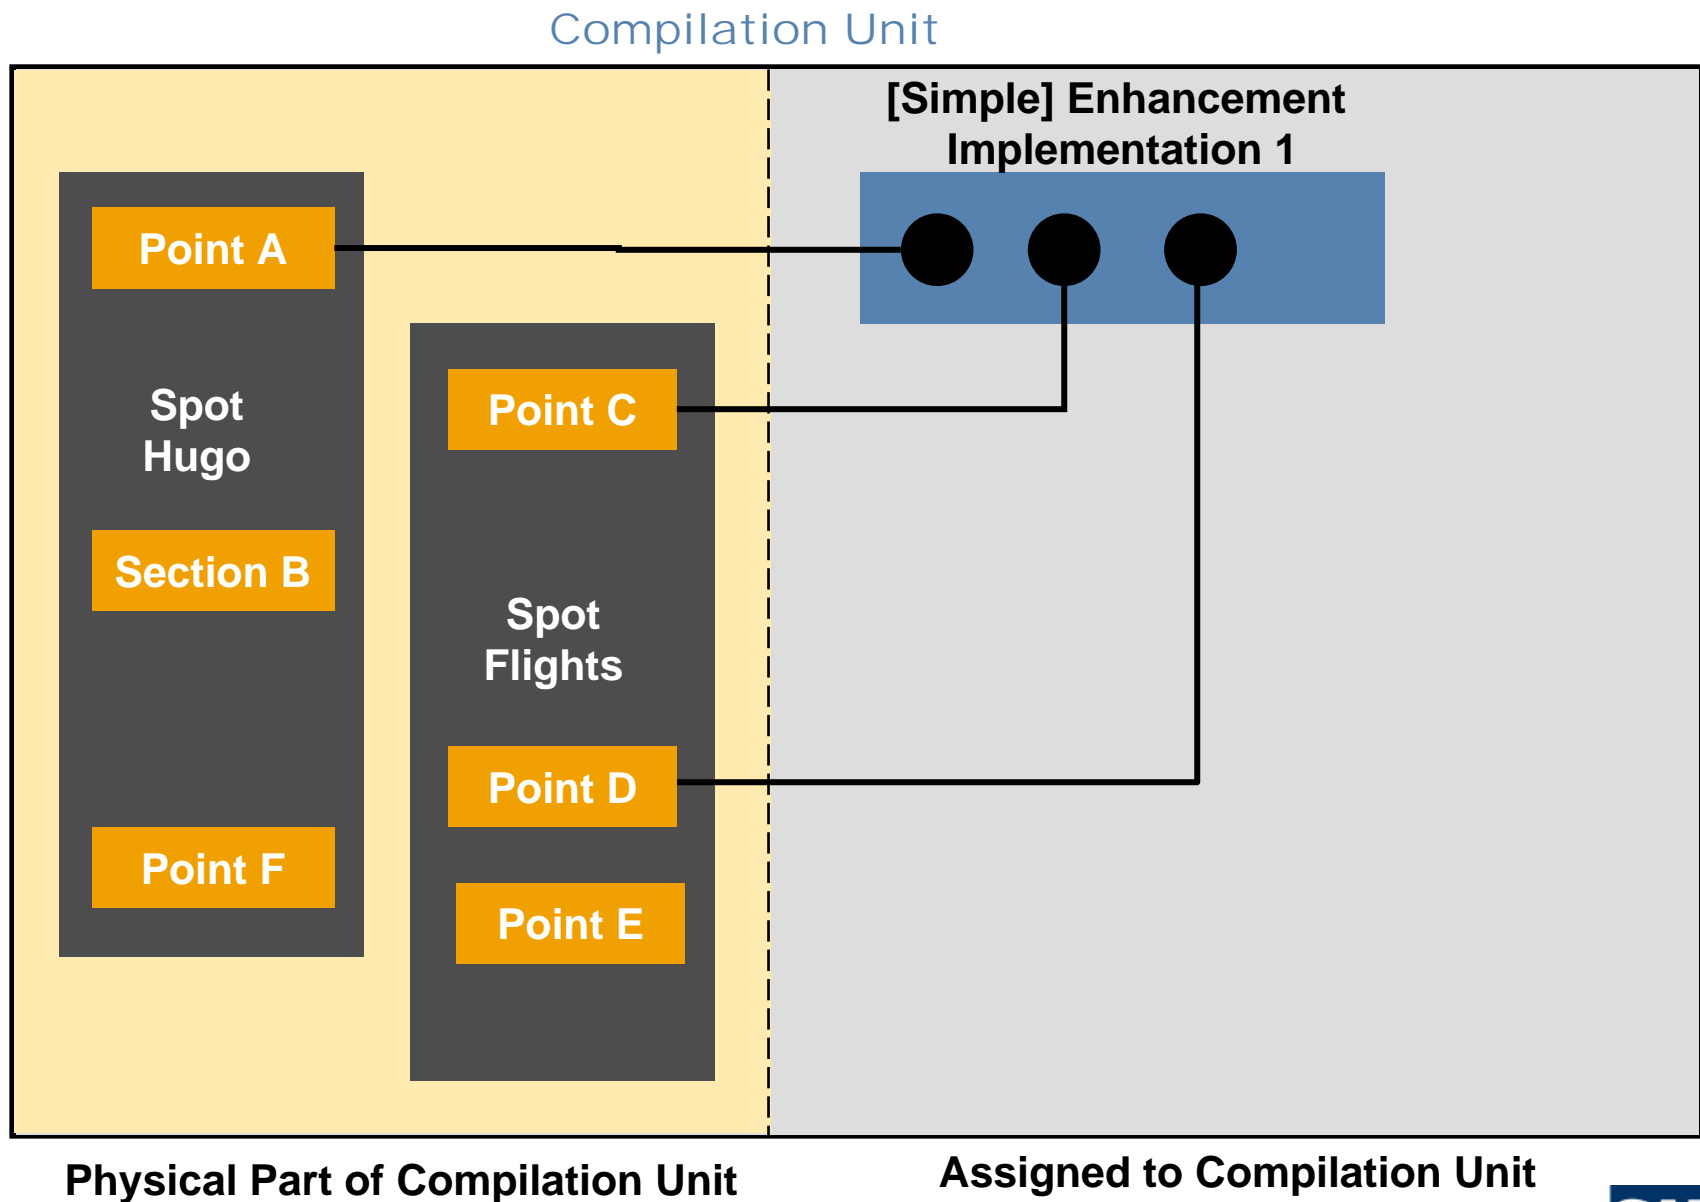 Compilation Unit
[Simple] Enhancement
Implementation 1
Point A
Spot
Hugo
Section B
Point F
Point C
Spot
Flights
Point D
Point E
Physical Part of Compilation Unit
Assigned to Compilation Unit